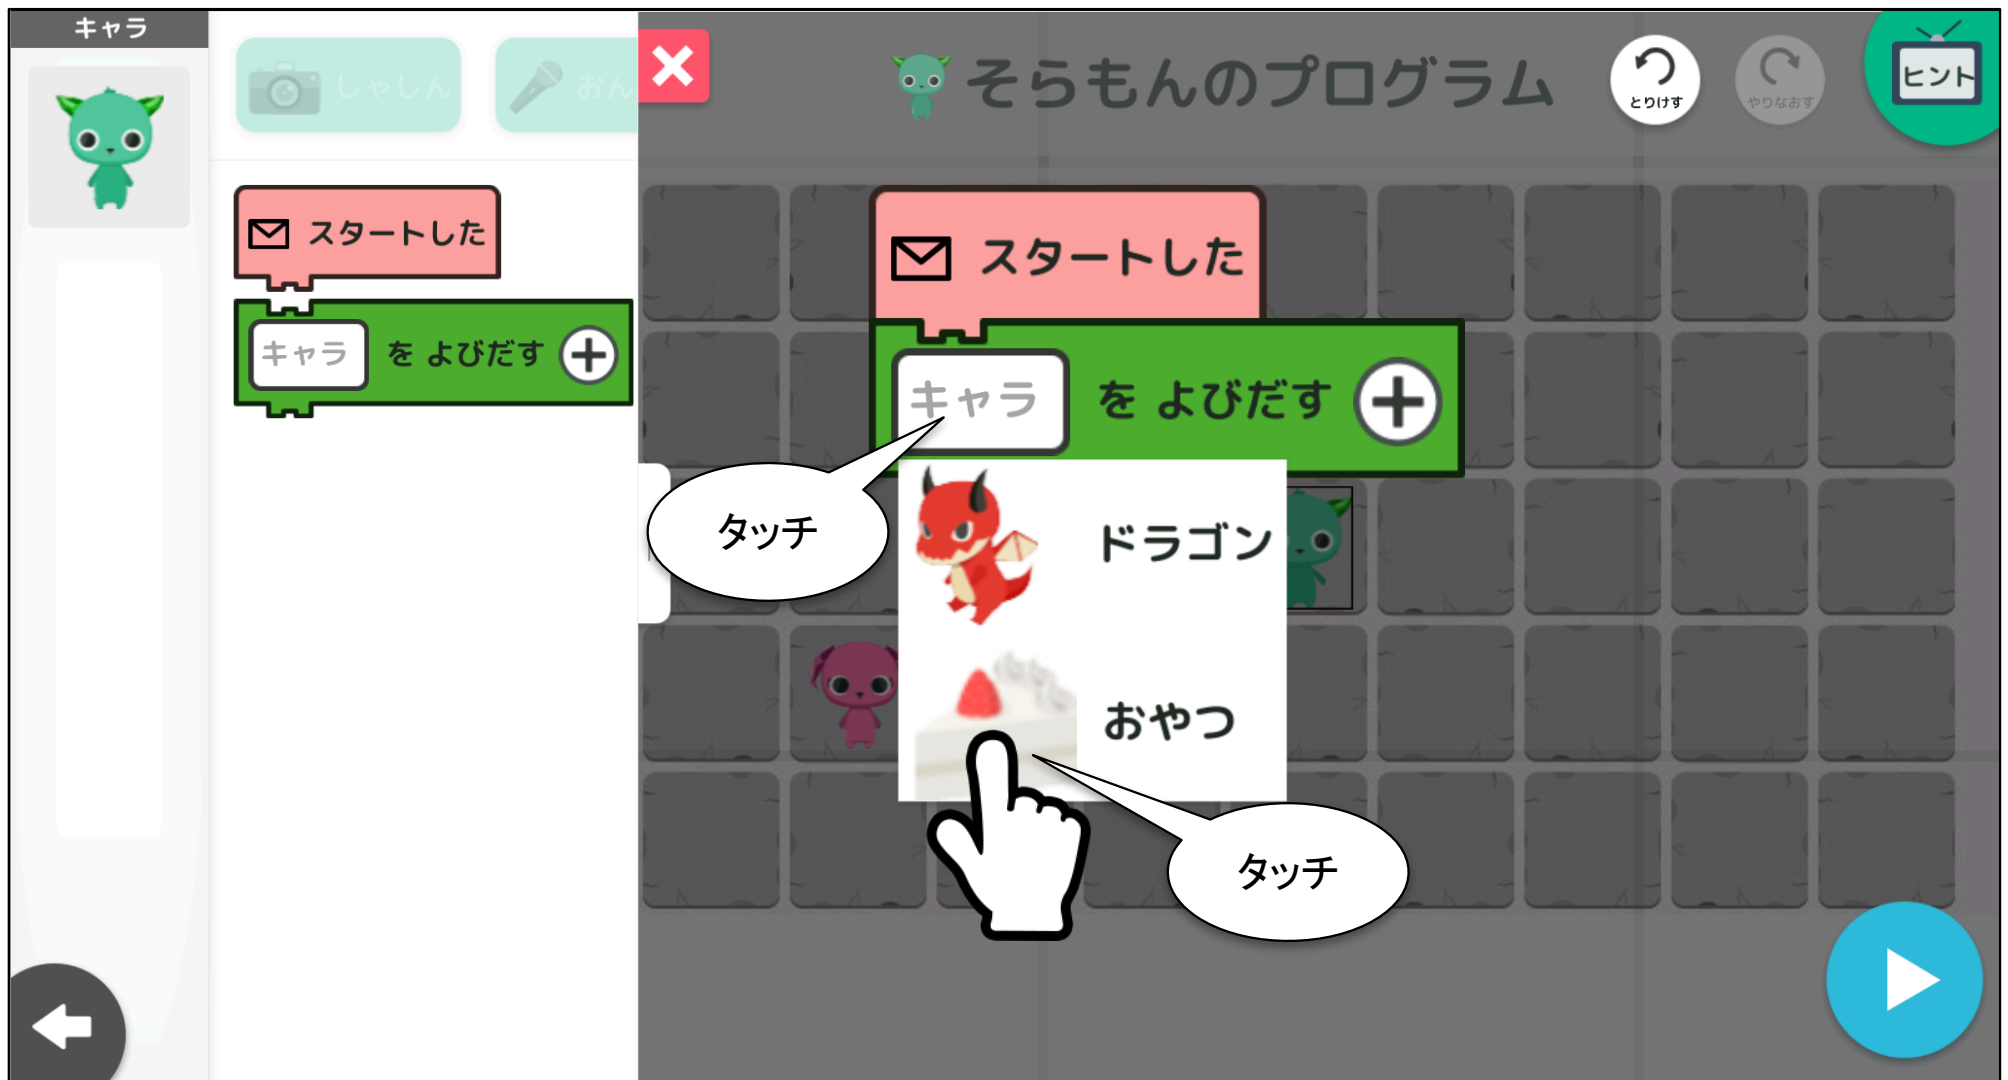 キャラ
しゃしん
おん
そらもんのプログラム
とりけす
やりなおす
ヒント
スタートした
キャラ を よびだす
スタートした
キャラ を よびだす
タッチ
ドラゴン
おやつ
タッチ